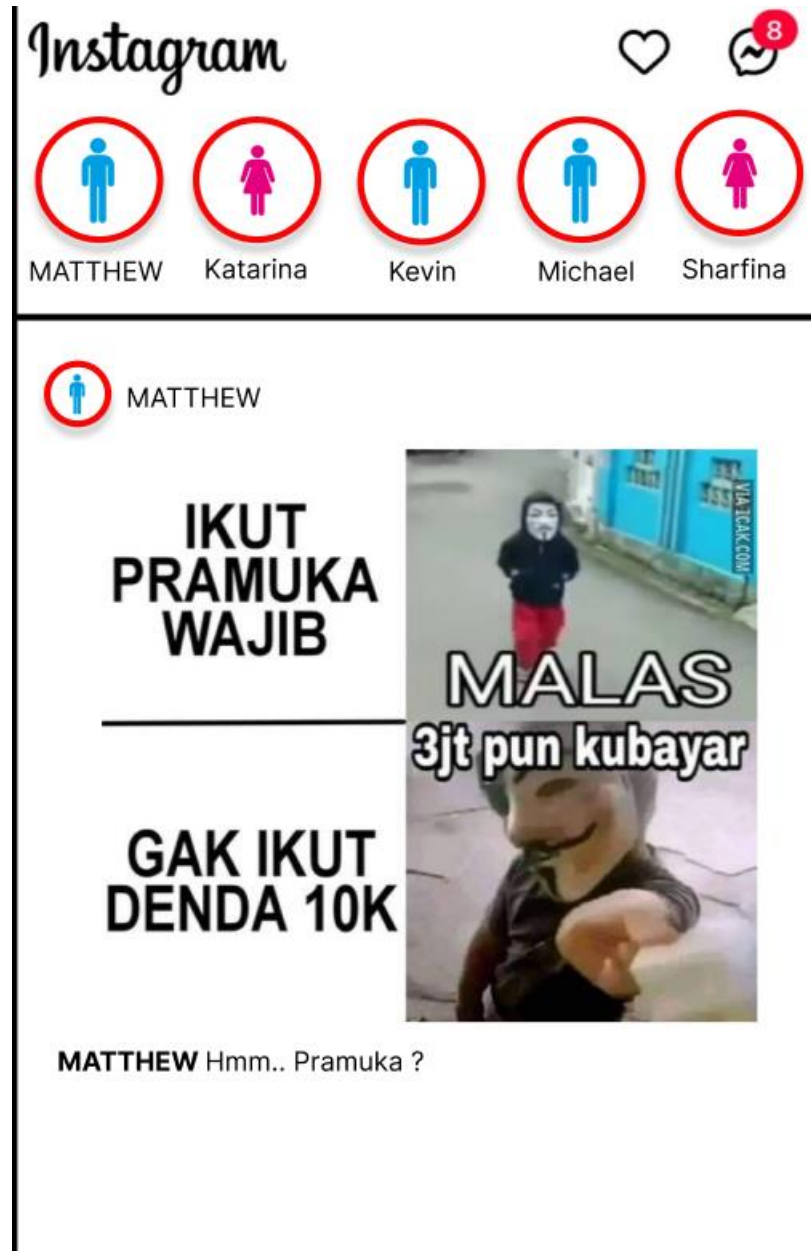 Instagram
8
MATTHEW Katarina Kevin Michael Sharfina
MATTHEW
IKUT
PRAMUKA
WAJIB
VIA 1CAK.COM
MALAS
3jt pun kubayar
GAK IKUT
DENDA 10K
MATTHEW Hmm.. Pramuka ?